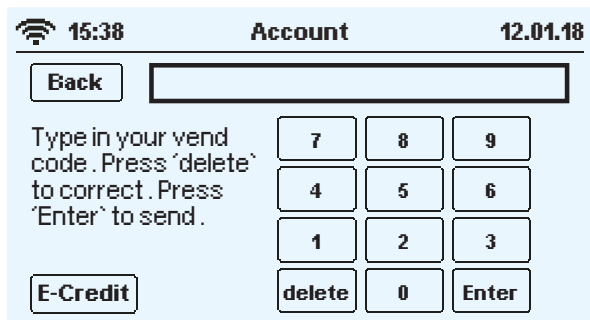 15:38 Account 12.01.18
Back
Type in your vend
code. Press ´delete`
to correct. Press
´Enter` to send.
7 8 9
4 5 6
1 2 3
E-Credit delete 0 Enter